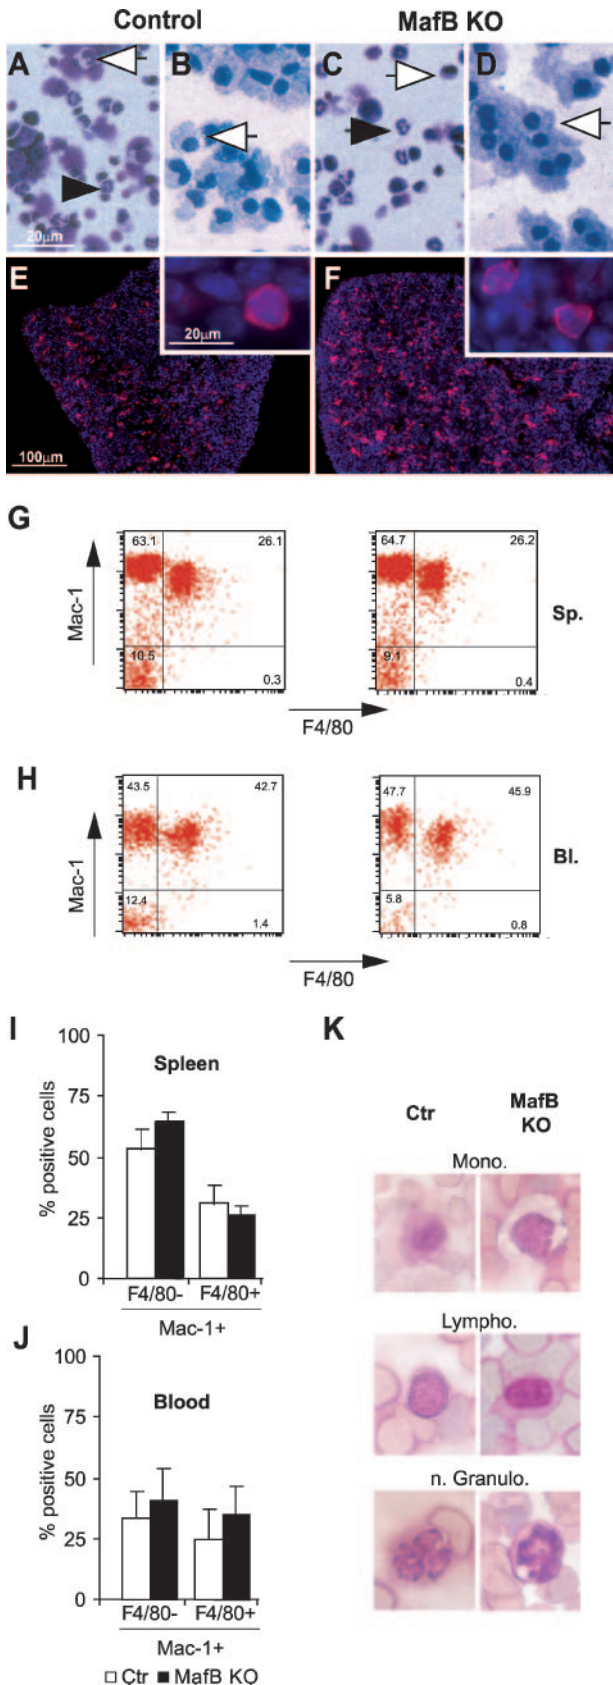 Control
MafB KO
A
B
C
D
20μm
E
F
20μm
20μm
100μm
G
63.1
26.1
10.5
0.3
64.7
26.2
9.1
0.4
Mac-1
Sp.
F4/80
H
43.5
42.7
12.4
1.4
47.7
45.9
5.8
0.8
Mac-1
Bl.
F4/80
I
100
75
50
25
0
% positive cells
Spleen
F4/80-
F4/80+
Mac-1+
J
100
75
50
25
0
% positive cells
Blood
F4/80-
F4/80+
Mac-1+
Ctr
MafB KO
K
Ctr
MafB
KO
Mono.
Lympho.
n. Granulo.